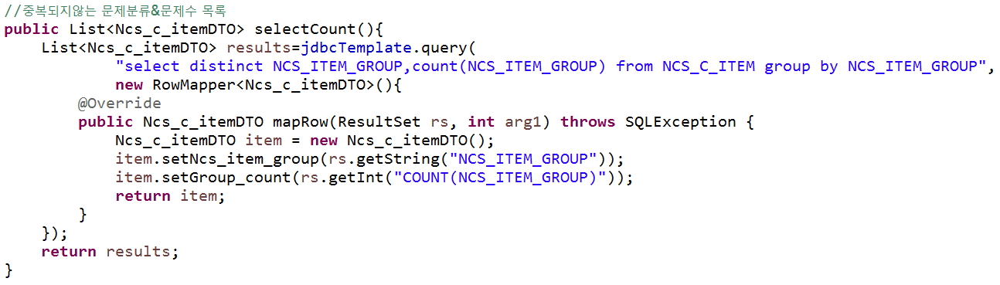 //중복되지않는 문제분류&문제수 목록
public List<Ncs_c_itemDTO> selectCount(){
    List<Ncs_c_itemDTO> results=jdbcTemplate.query(
            "select distinct NCS_ITEM_GROUP,count(NCS_ITEM_GROUP) from NCS_C_ITEM group by NCS_ITEM_GROUP",
            new RowMapper<Ncs_c_itemDTO>(){
        @Override
        public Ncs_c_itemDTO mapRow(ResultSet rs, int arg1) throws SQLException {
            Ncs_c_itemDTO item = new Ncs_c_itemDTO();
            item.setNcs_item_group(rs.getString("NCS_ITEM_GROUP"));
            item.setGroup_count(rs.getInt("COUNT(NCS_ITEM_GROUP)"));
            return item;
        }
    });
    return results;
}